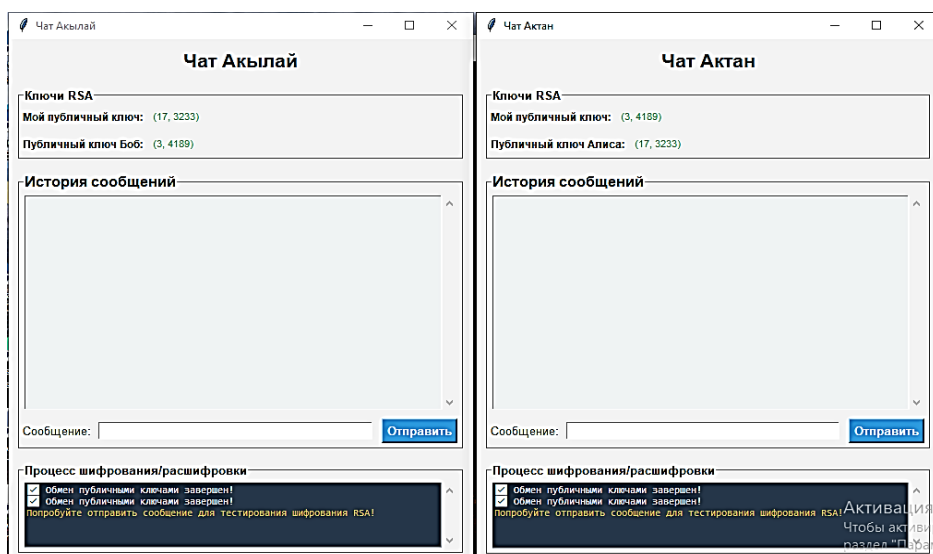 Чат Акылай
Чат Акылай
Ключи RSA
Мой публичный ключ: (17, 3233)
Публичный ключ Боб: (3, 4189)
История сообщений
Сообщение:
Отправить
Процесс шифрования/расшифровки
Обмен публичными ключами завершен!
Обмен публичными ключами завершен!
Попробуйте отправить сообщение для тестирования шифрования RSA!
Чат Актан
Чат Актан
Ключи RSA
Мой публичный ключ: (3, 4189)
Публичный ключ Алиса: (17, 3233)
История сообщений
Сообщение:
Отправить
Процесс шифрования/расшифровки
Обмен публичными ключами завершен!
Обмен публичными ключами завершен!
Попробуйте отправить сообщение для тестирования шифрования RSA!
Активация
Чтобы активи
раздел "Пара